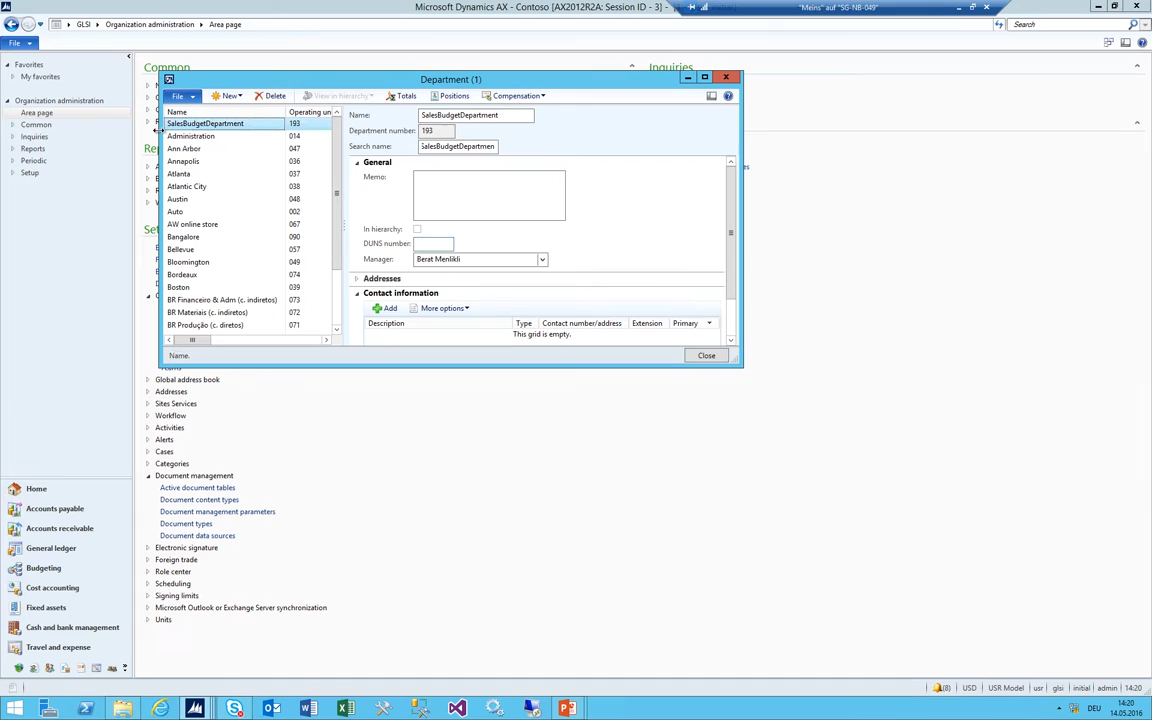 Microsoft Dynamics AX - Contoso [AX2012R2A: Session ID - 3]
"Meins" auf "SG-NB-049"
GLSI
Organization administration
Area page
Search
File
Favorites
My favorites
Organization administration
Area page
Common
Inquiries
Reports
Periodic
Setup
Home
Accounts payable
Accounts receivable
General ledger
Budgeting
Cost accounting
Fixed assets
Cash and bank management
Travel and expense
Common
Inquiries
Department (1)
File
New
Delete
View in hierarchy
Totals
Positions
Compensation
Name
Operating un
SalesBudgetDepartment 193
Administration 014
Ann Arbor 047
Annapolis 036
Atlanta 037
Atlantic City 038
Austin 048
Auto 002
AW online store 067
Bangalore 090
Bellevue 057
Bloomington 049
Bordeaux 074
Boston 039
BR Financeiro & Adm (c. indiretos) 073
BR Materiais (c. indiretos) 072
BR Produção (c. diretos) 071
Name: SalesBudgetDepartment
Department number: 193
Search name: SalesBudgetDepartmen
General
Memo:
In hierarchy:
DUNS number:
Manager: Berat Menlikli
Addresses
Contact information
Add
More options
Description Type Contact number/address Extension Primary
This grid is empty.
Name.
Close
Global address book
Addresses
Sites Services
Workflow
Activities
Alerts
Cases
Categories
Document management
Active document tables
Document content types
Document management parameters
Document types
Document data sources
Electronic signature
Foreign trade
Role center
Scheduling
Signing limits
Microsoft Outlook or Exchange Server synchronization
Units
(8) USD USR Model usr glsi initial admin 14:20
DEU
14:20
14.05.2016